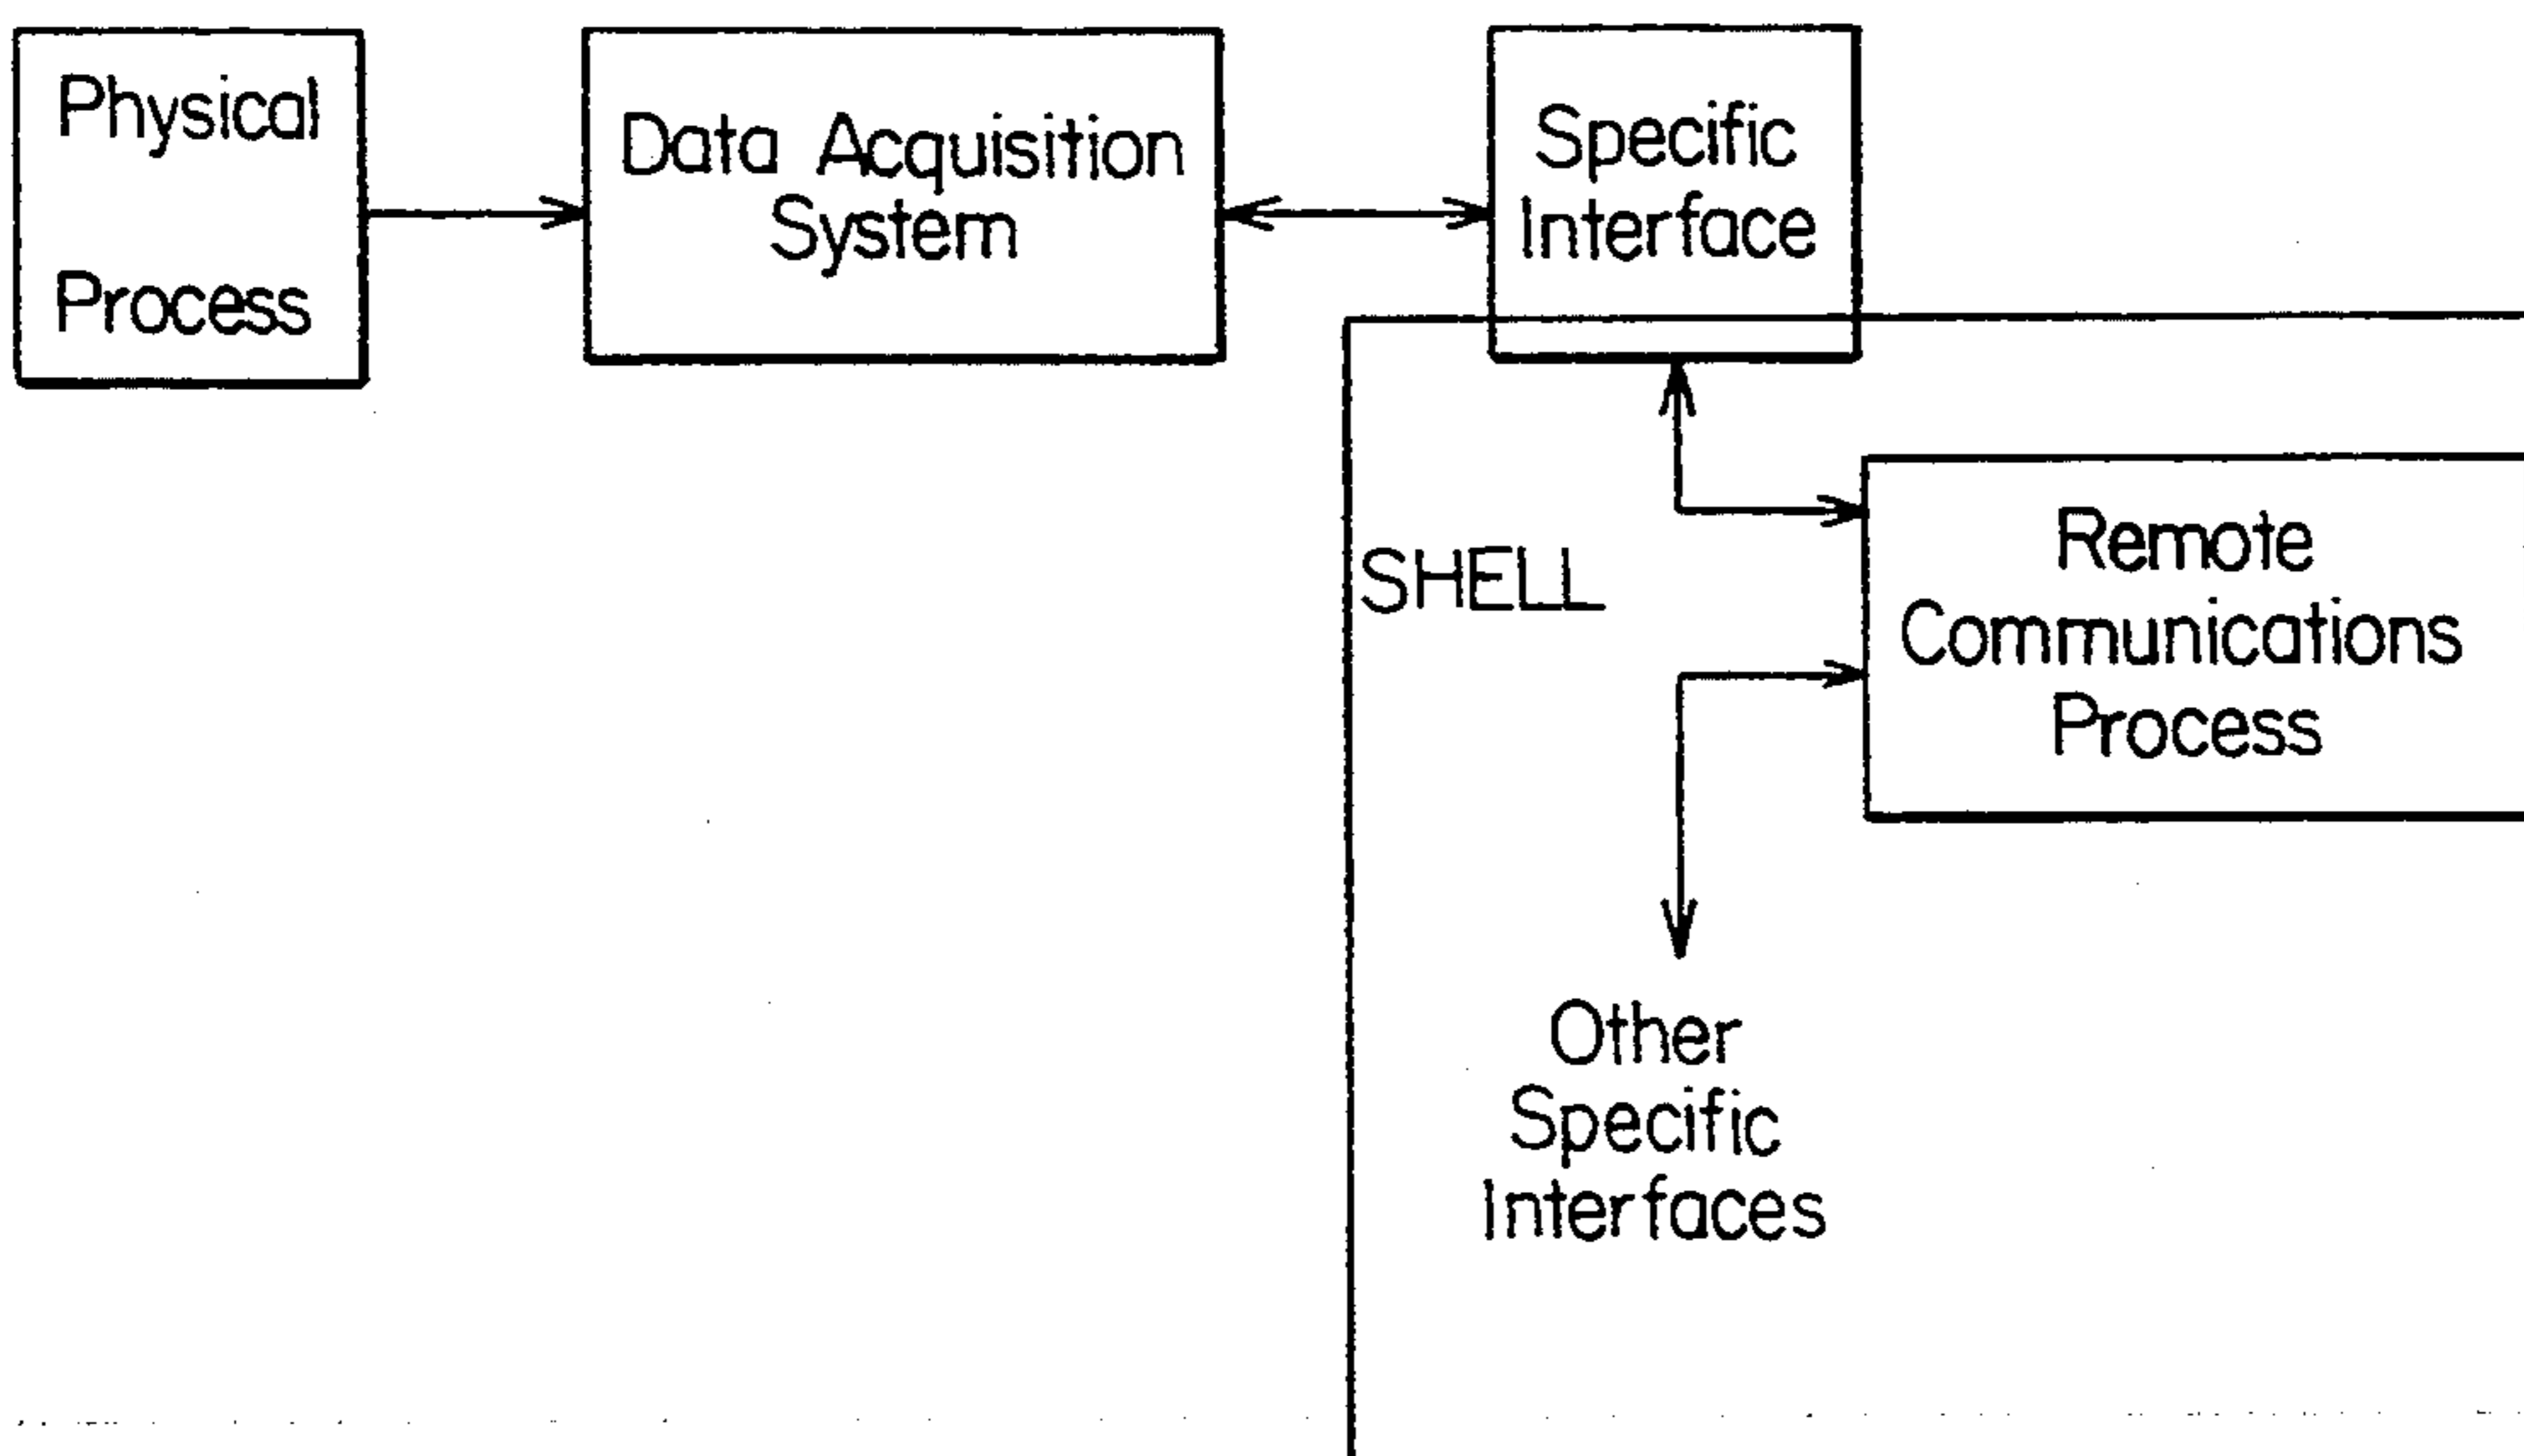 Physical
Process
Data Acquisition
System
Specific
Interface
SHELL
Remote
Communications
Process
Other
Specific
Interfaces